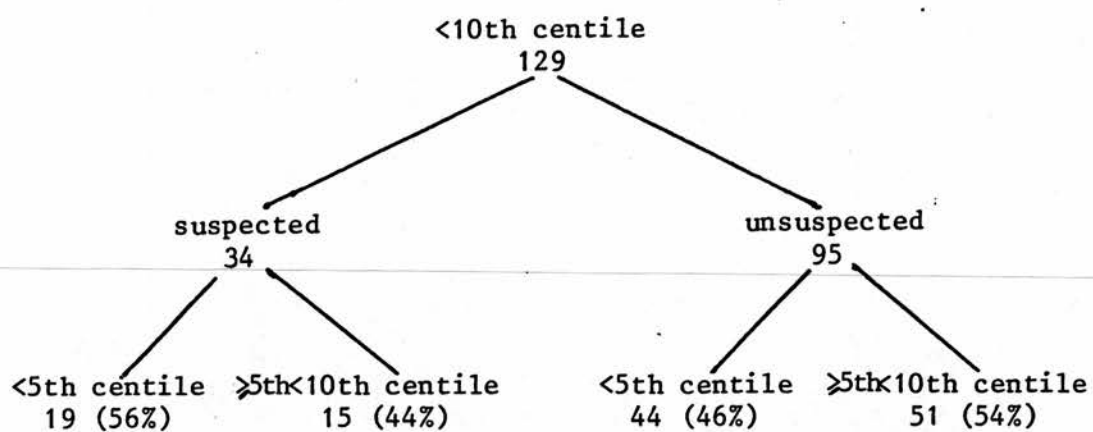 <10th centile
129
suspected
34
unsuspected
95
<5th centile
19 (56%)
⩾5th<10th centile
15 (44%)
<5th centile
44 (46%)
⩾5th<10th centile
51 (54%)